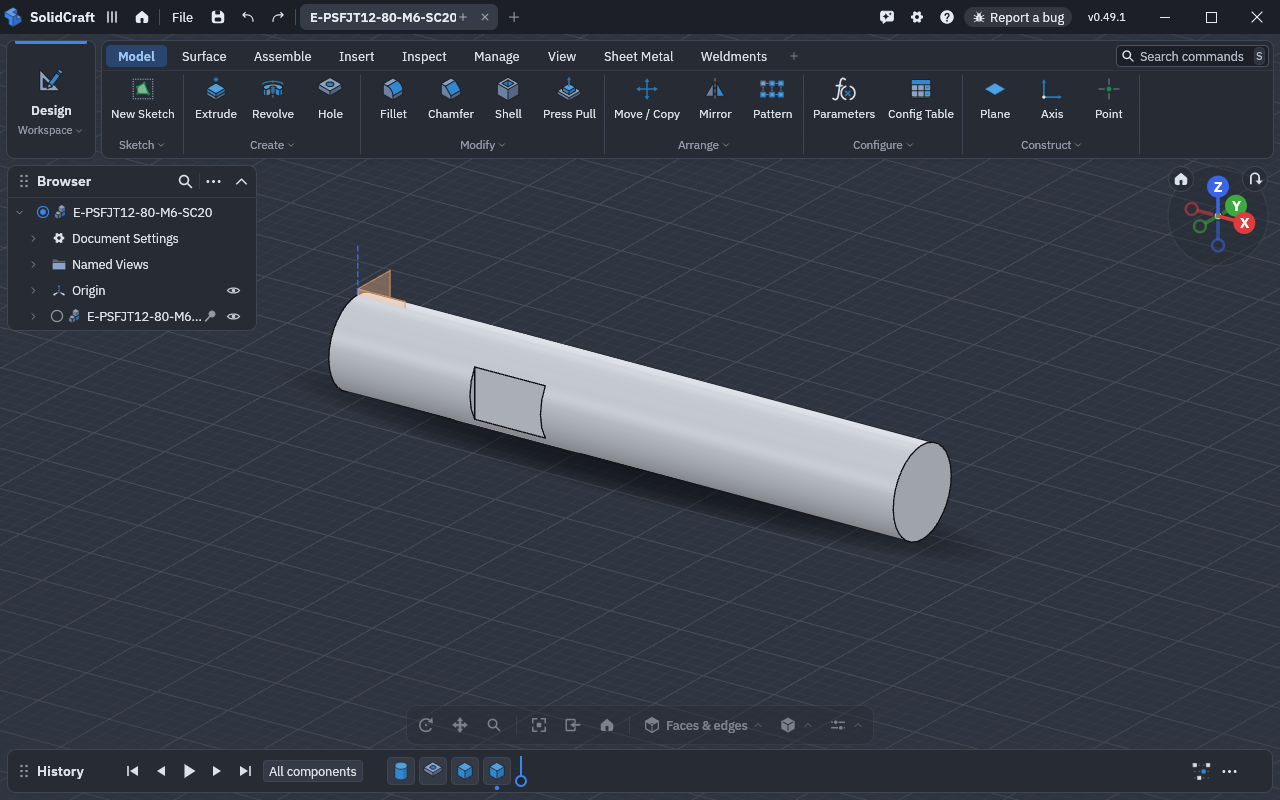 SolidCraft
File
E-PSFJT12-80-M6-SC20
Report a bug
v0.49.1
Design
Workspace
Model
Surface
Assemble
Insert
Inspect
Manage
View
Sheet Metal
Weldments
Search commands
S
New Sketch
Extrude
Revolve
Hole
Fillet
Chamfer
Shell
Press Pull
Move / Copy
Mirror
Pattern
Parameters
Config Table
Plane
Axis
Point
Sketch
Create
Modify
Arrange
Configure
Construct
Browser
E-PSFJT12-80-M6-SC20
Document Settings
Named Views
Origin
E-PSFJT12-80-M6...
Z
Y
X
Faces & edges
History
All components